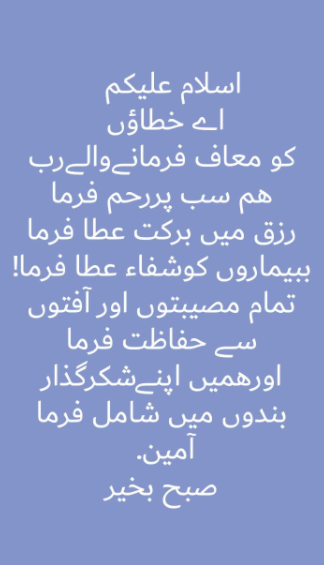 اسلام علیکم
اے خطاؤں
کو معاف فرمانےوالےرب
ھم سب پررحم فرما
رزق میں برکت عطا فرما
ببیماروں کوشفاء عطا فرما!
تمام مصیبتوں اور آفتوں
سے حفاظت فرما
اورھمیں اپنےشکرگذار
بندوں میں شامل فرما
آمین.
صبح بخیر